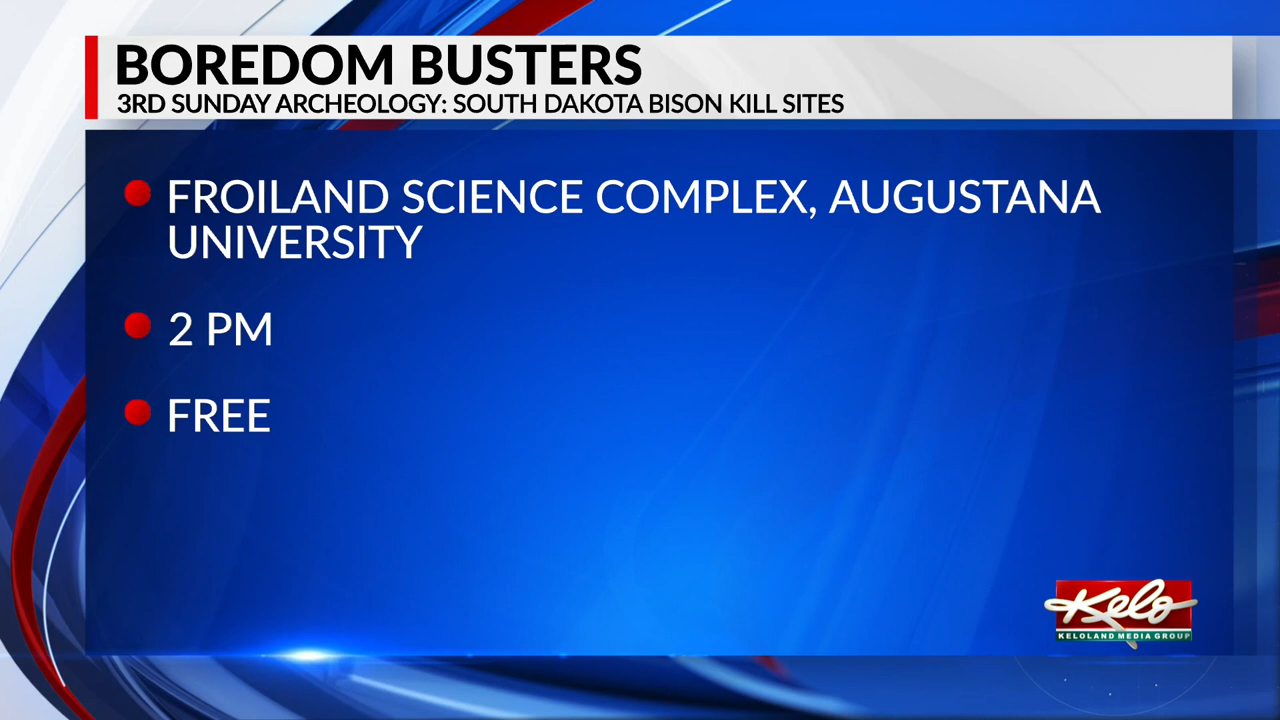 BOREDOM BUSTERS
3RD SUNDAY ARCHEOLOGY: SOUTH DAKOTA BISON KILL SITES
FROILAND SCIENCE COMPLEX, AUGUSTANA
UNIVERSITY
2 PM
FREE
Kelo
KELOLAND MEDIA GROUP